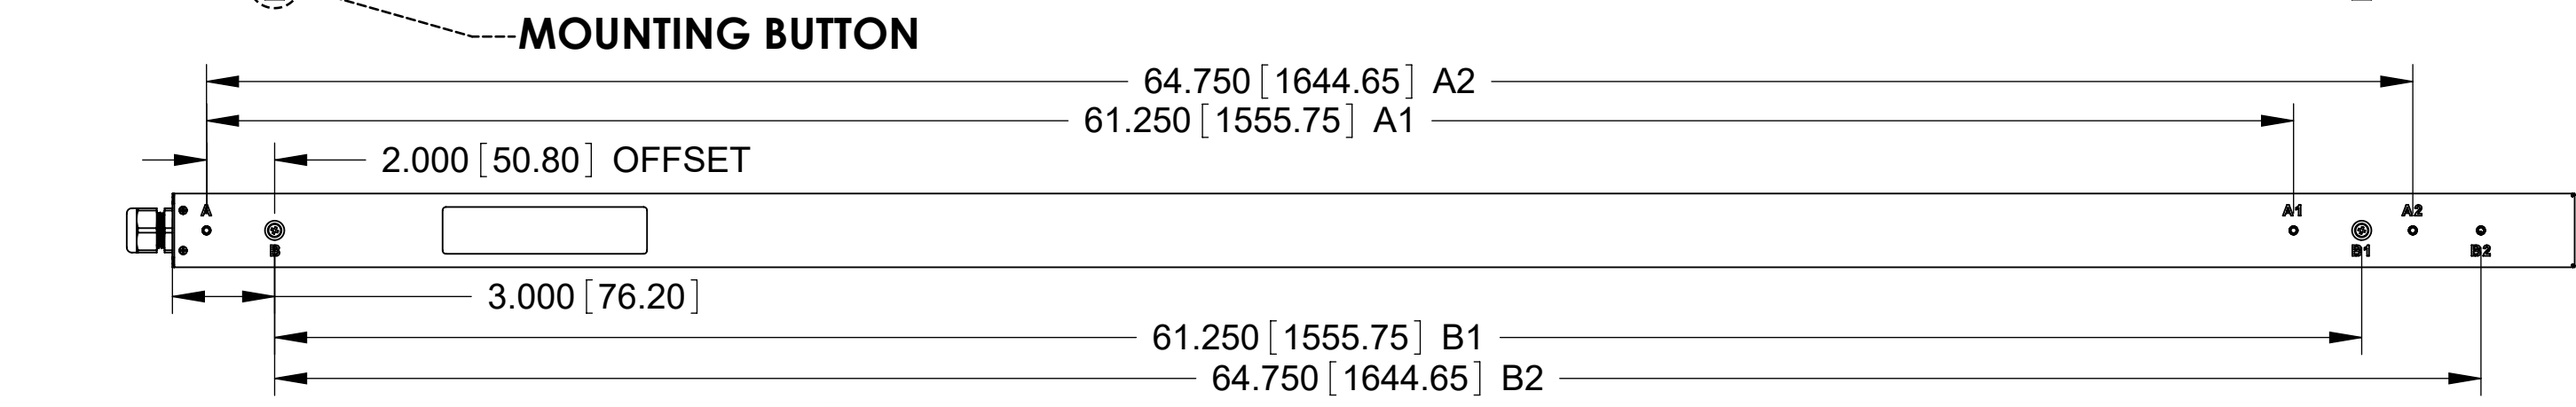 MOUNTING BUTTON
64.750 [1644.65] A2
61.250 [1555.75] A1
2.000 [50.80] OFFSET
A A1 A2
B B1 B2
3.000 [76.20]
61.250 [1555.75] B1
64.750 [1644.65] B2